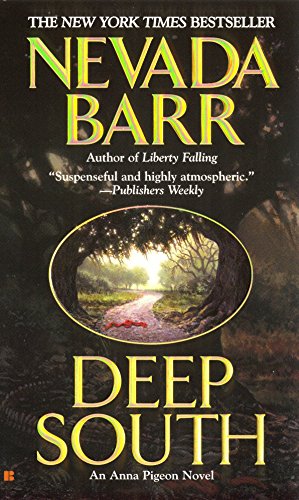 THE NEW YORK TIMES BESTSELLER
NEVADA
BARR
Author of Liberty Falling
“Suspenseful and highly atmospheric.”
—Publishers Weekly
DEEP
SOUTH
An Anna Pigeon Novel
B